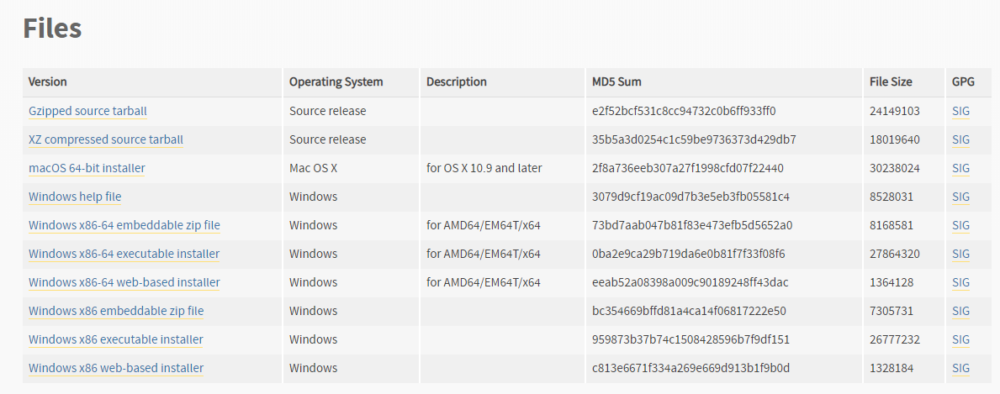 Files
Version Operating System Description MD5 Sum File Size GPG
Gzipped source tarball Source release e2f52bcf531c8cc94732c0b6ff933ff0 24149103 SIG
XZ compressed source tarball Source release 35b5a3d0254c1c59be9736373d429db7 18019640 SIG
macOS 64-bit installer Mac OS X for OS X 10.9 and later 2f8a736eeb307a27f1998cfd07f22440 30238024 SIG
Windows help file Windows 3079d9cf19ac09d7b3e5eb3fb05581c4 8528031 SIG
Windows x86-64 embeddable zip file Windows for AMD64/EM64T/x64 73bd7aab047b81f83e473efb5d5652a0 8168581 SIG
Windows x86-64 executable installer Windows for AMD64/EM64T/x64 0ba2e9ca29b719da6e0b81f7f33f08f6 27864320 SIG
Windows x86-64 web-based installer Windows for AMD64/EM64T/x64 eeab52a08398a009c90189248ff43dac 1364128 SIG
Windows x86 embeddable zip file Windows bc354669bffd81a4ca14f06817222e50 7305731 SIG
Windows x86 executable installer Windows 959873b37b74c1508428596b7f9df151 26777232 SIG
Windows x86 web-based installer Windows c813e6671f334a269e669d913b1f9b0d 1328184 SIG